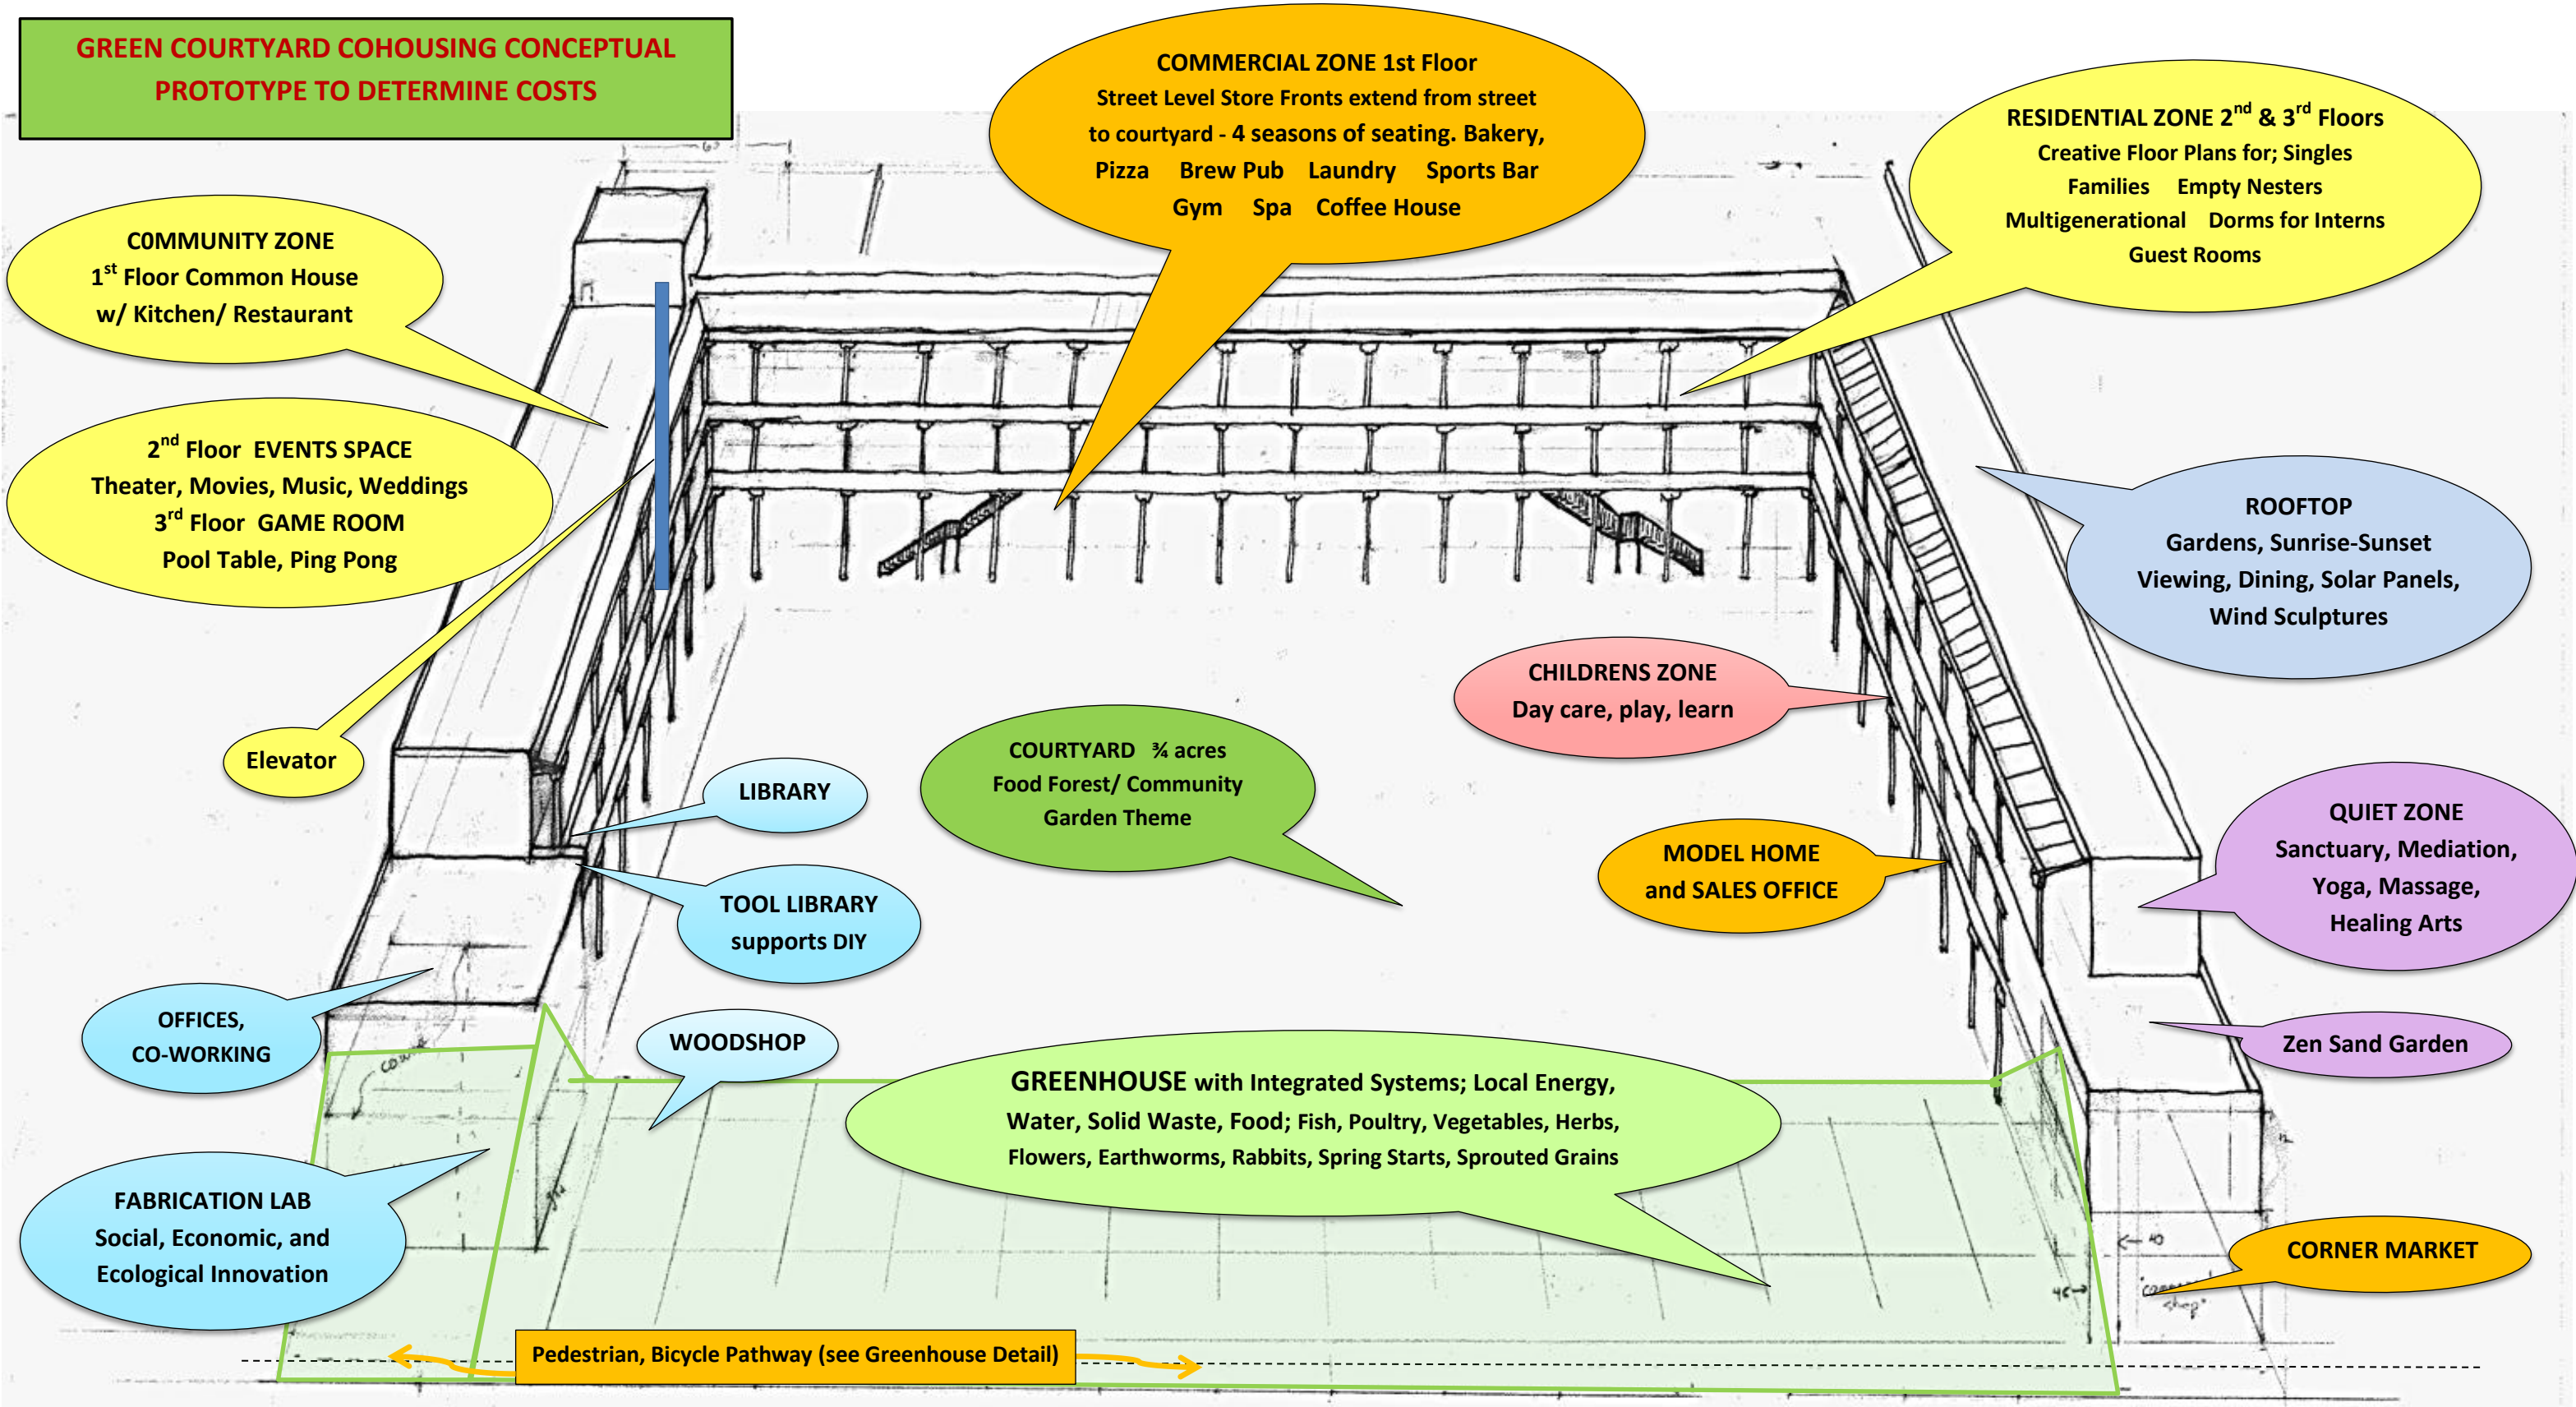 GREEN COURTYARD COHOUSING CONCEPTUAL
PROTOTYPE TO DETERMINE COSTS
COMMERCIAL ZONE 1st Floor
Street Level Store Fronts extend from street
to courtyard - 4 seasons of seating. Bakery,
Pizza Brew Pub Laundry Sports Bar
Gym Spa Coffee House
RESIDENTIAL ZONE 2nd & 3rd Floors
Creative Floor Plans for; Singles
Families Empty Nesters
Multigenerational Dorms for Interns
Guest Rooms
C0MMUNITY ZONE
1st Floor Common House
w/ Kitchen/ Restaurant
2nd Floor EVENTS SPACE
Theater, Movies, Music, Weddings
3rd Floor GAME ROOM
Pool Table, Ping Pong
Elevator
ROOFTOP
Gardens, Sunrise-Sunset
Viewing, Dining, Solar Panels,
Wind Sculptures
CHILDRENS ZONE
Day care, play, learn
COURTYARD ¾ acres
Food Forest/ Community
Garden Theme
LIBRARY
TOOL LIBRARY
supports DIY
MODEL HOME
and SALES OFFICE
QUIET ZONE
Sanctuary, Mediation,
Yoga, Massage,
Healing Arts
OFFICES,
CO-WORKING
WOODSHOP
Zen Sand Garden
GREENHOUSE with Integrated Systems; Local Energy,
Water, Solid Waste, Food; Fish, Poultry, Vegetables, Herbs,
Flowers, Earthworms, Rabbits, Spring Starts, Sprouted Grains
FABRICATION LAB
Social, Economic, and
Ecological Innovation
CORNER MARKET
shop"
Pedestrian, Bicycle Pathway (see Greenhouse Detail)